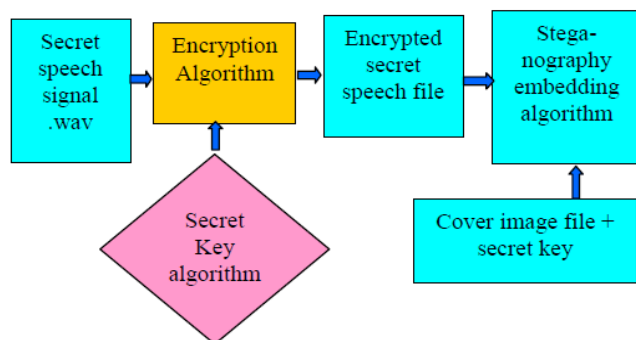 Secret
speech
signal
.wav
Encryption
Algorithm
Encrypted
secret
speech file
Stega-
nography
embedding
algorithm
Secret
Key
algorithm
Cover image file +
secret key